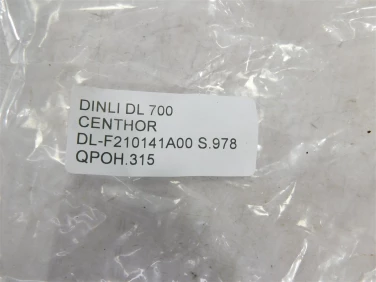 DINLI DL 700
CENTHOR
DL-F210141A00 S.978
QPOH.315